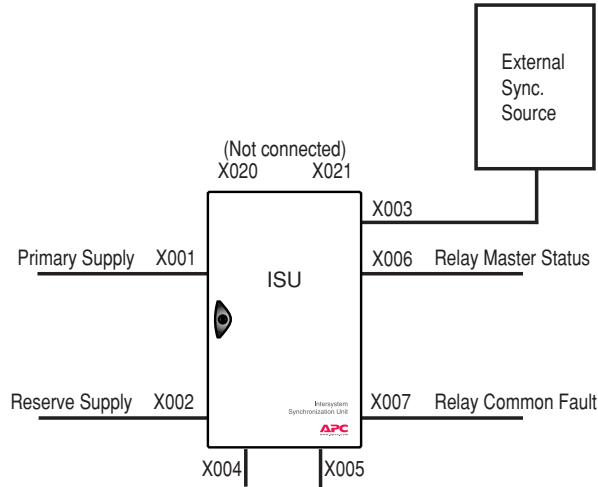 External
Sync.
Source
(Not connected)
X020 X021
X003
Primary Supply X001
X006 Relay Master Status
ISU
Reserve Supply X002
Intersystem
Synchronization Unit
X007 Relay Common Fault
APC
X004 X005